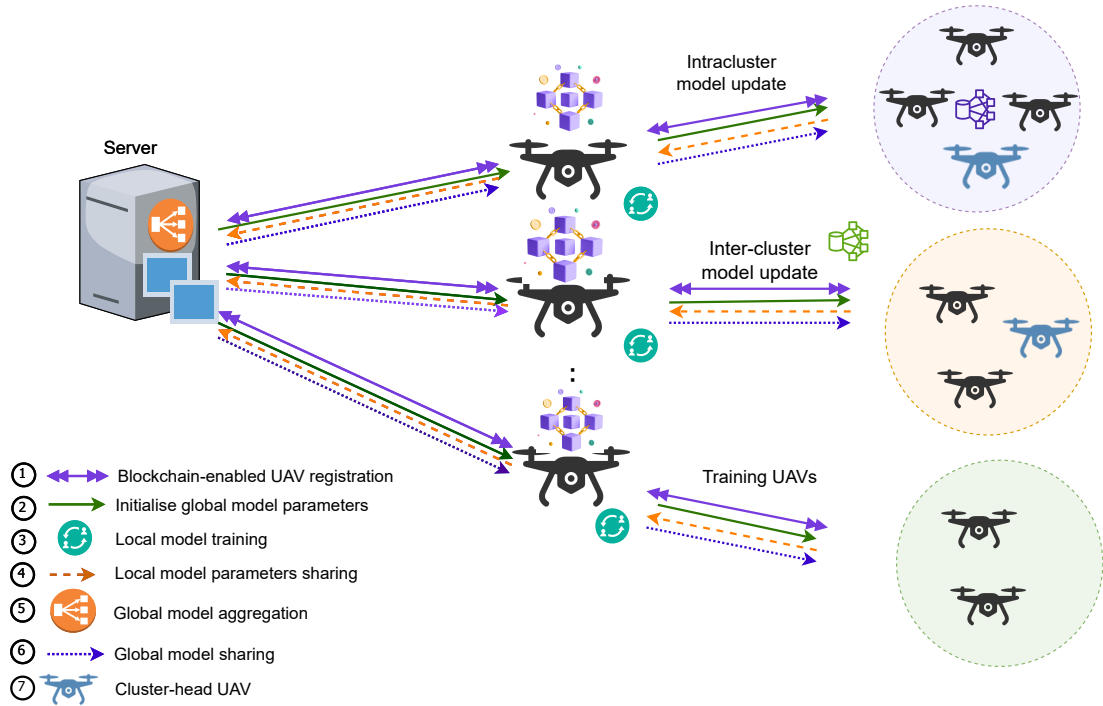 Server
Intracluster
model update
Inter-cluster
model update
:
Training UAVs
1 Blockchain-enabled UAV registration
2 Initialise global model parameters
3 Local model training
4 Local model parameters sharing
5 Global model aggregation
6 Global model sharing
7 Cluster-head UAV